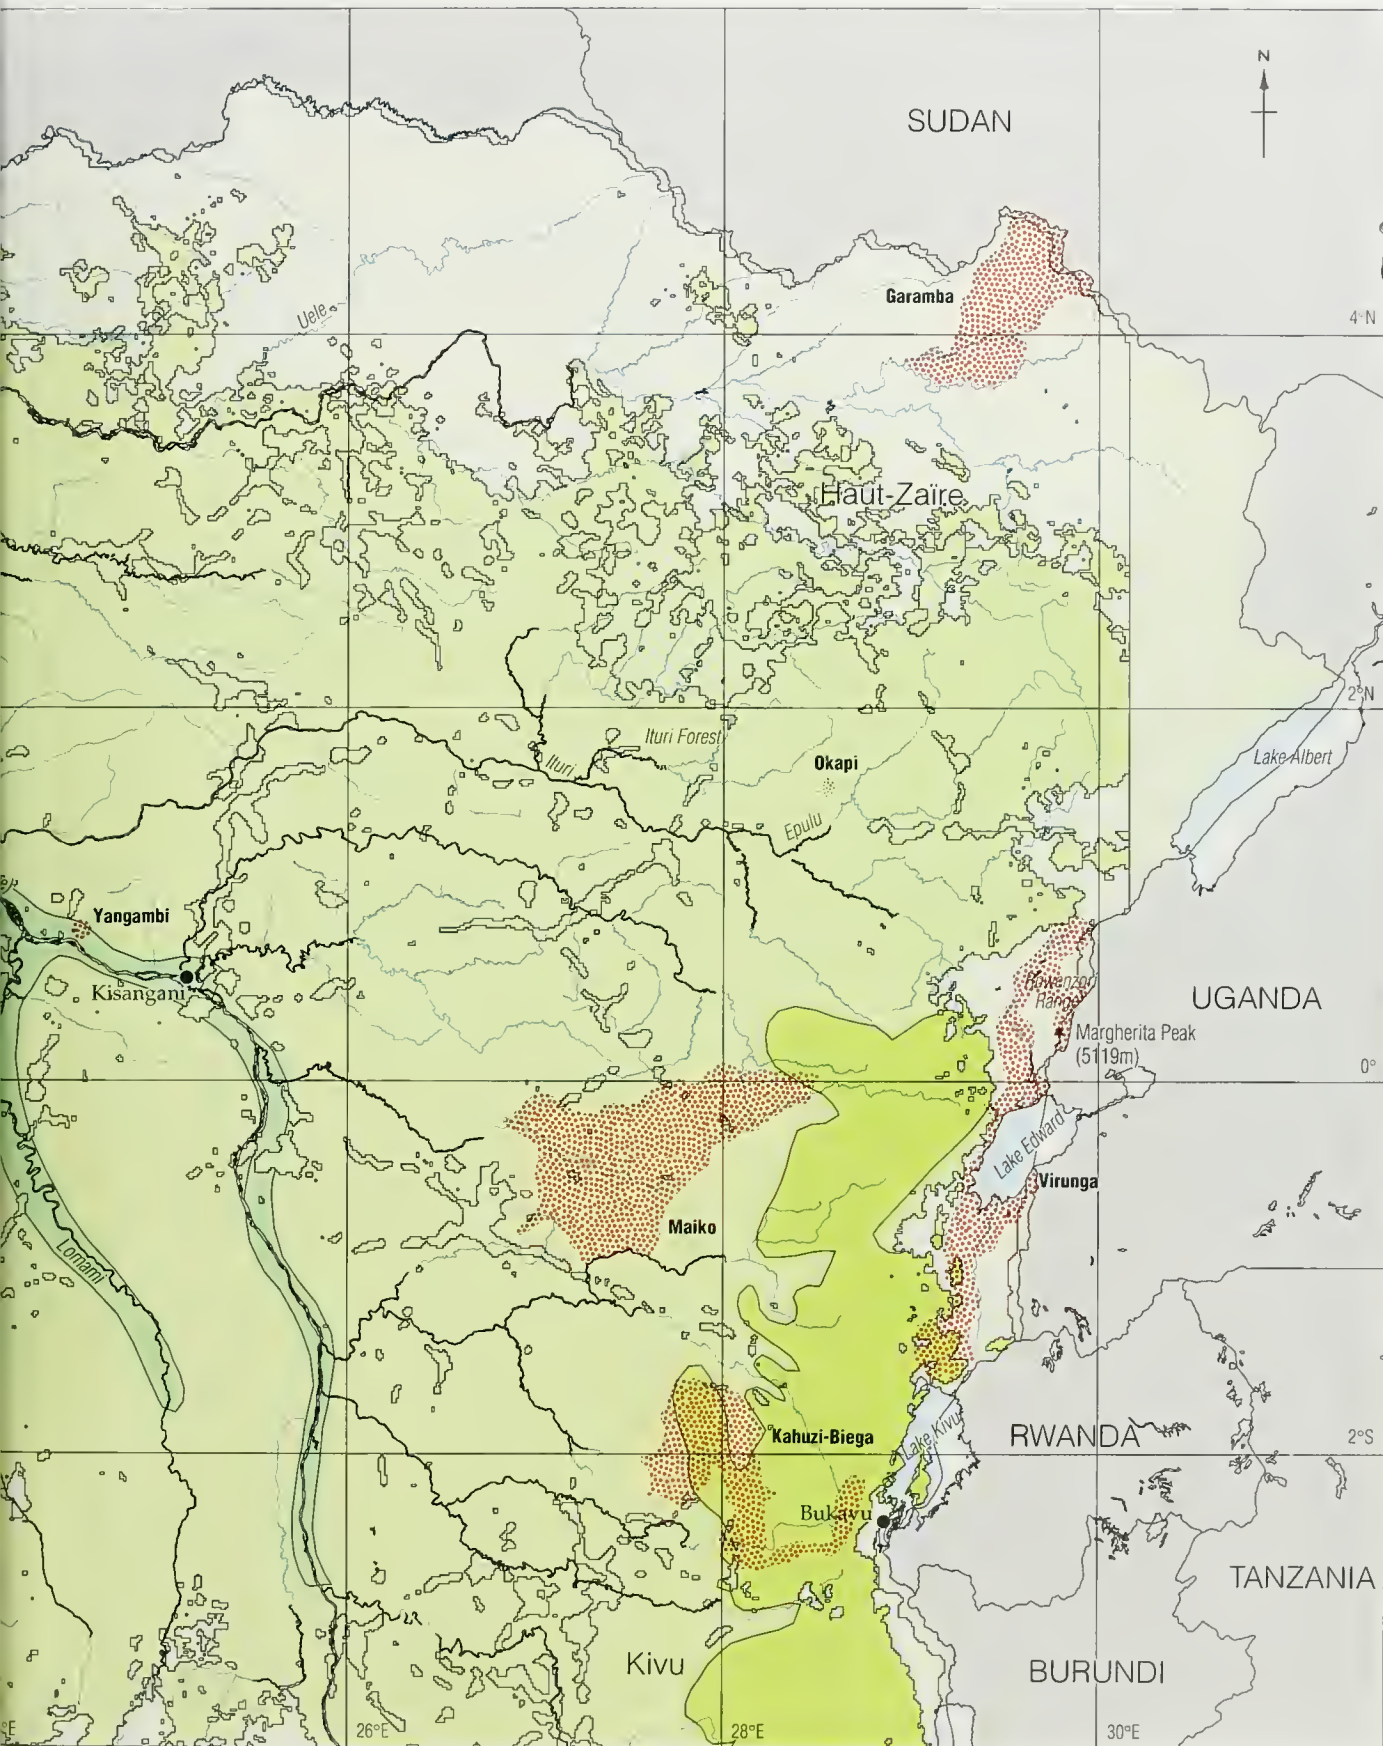 N
SUDAN
Garamba
4°N
Uele
Haut-Zaïre
2°N
Ituri Forest
Ituri
Okapi
Lake Albert
Epulu
Yangambi
Kisangani
Rowenzori
Range
UGANDA
Margherita Peak
(5119m)
0°
Lake Edward
Virunga
Maiko
Lomami
Kahuzi-Biega
Lake Kivu
RWANDA
2°S
Bukavu
TANZANIA
Kivu
BURUNDI
°E
26°E
28°E
30°E